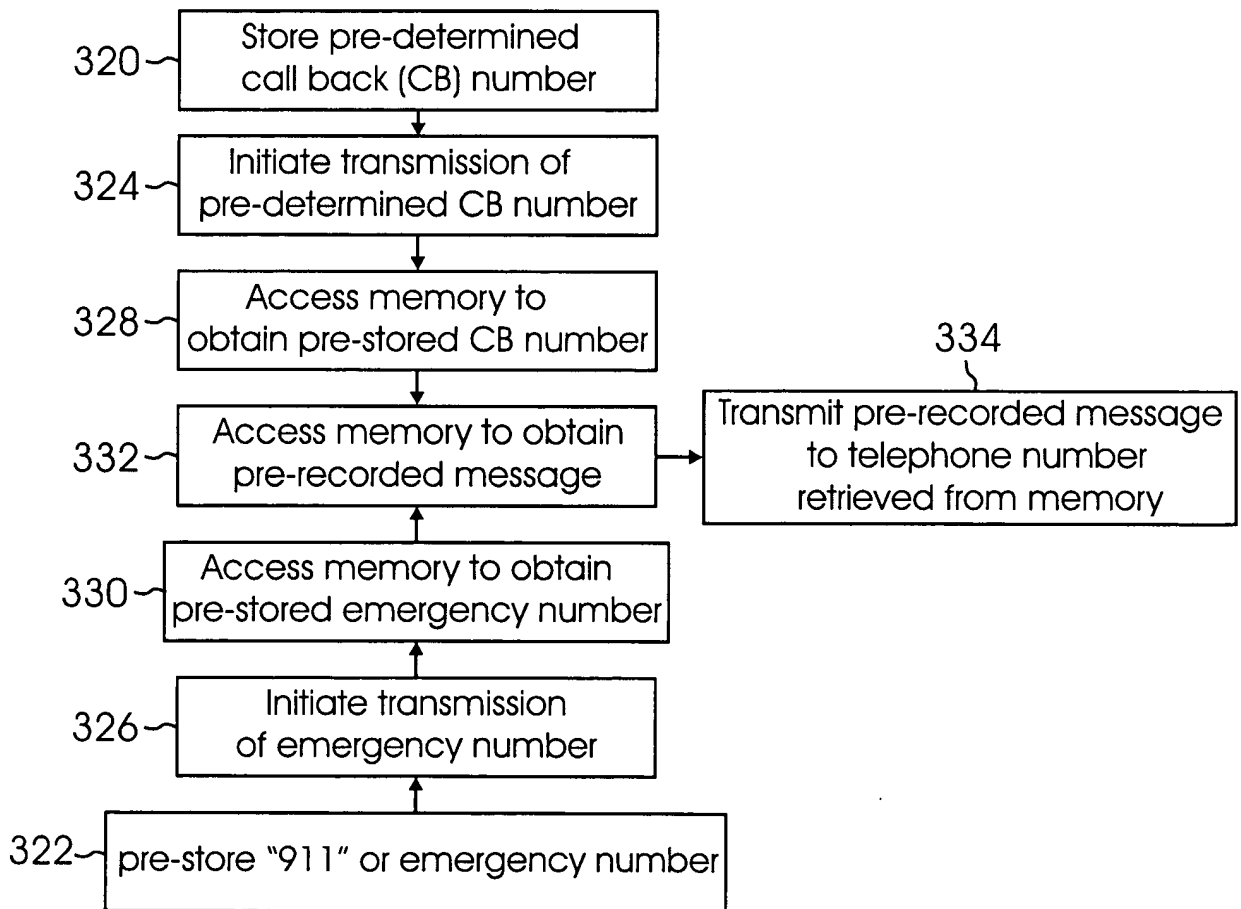 320
Store pre-determined
call back (CB) number
324
Initiate transmission of
pre-determined CB number
328
Access memory to
obtain pre-stored CB number
332
Access memory to obtain
pre-recorded message
334
Transmit pre-recorded message
to telephone number
retrieved from memory
330
Access memory to obtain
pre-stored emergency number
326
Initiate transmission
of emergency number
322
pre-store “911” or emergency number